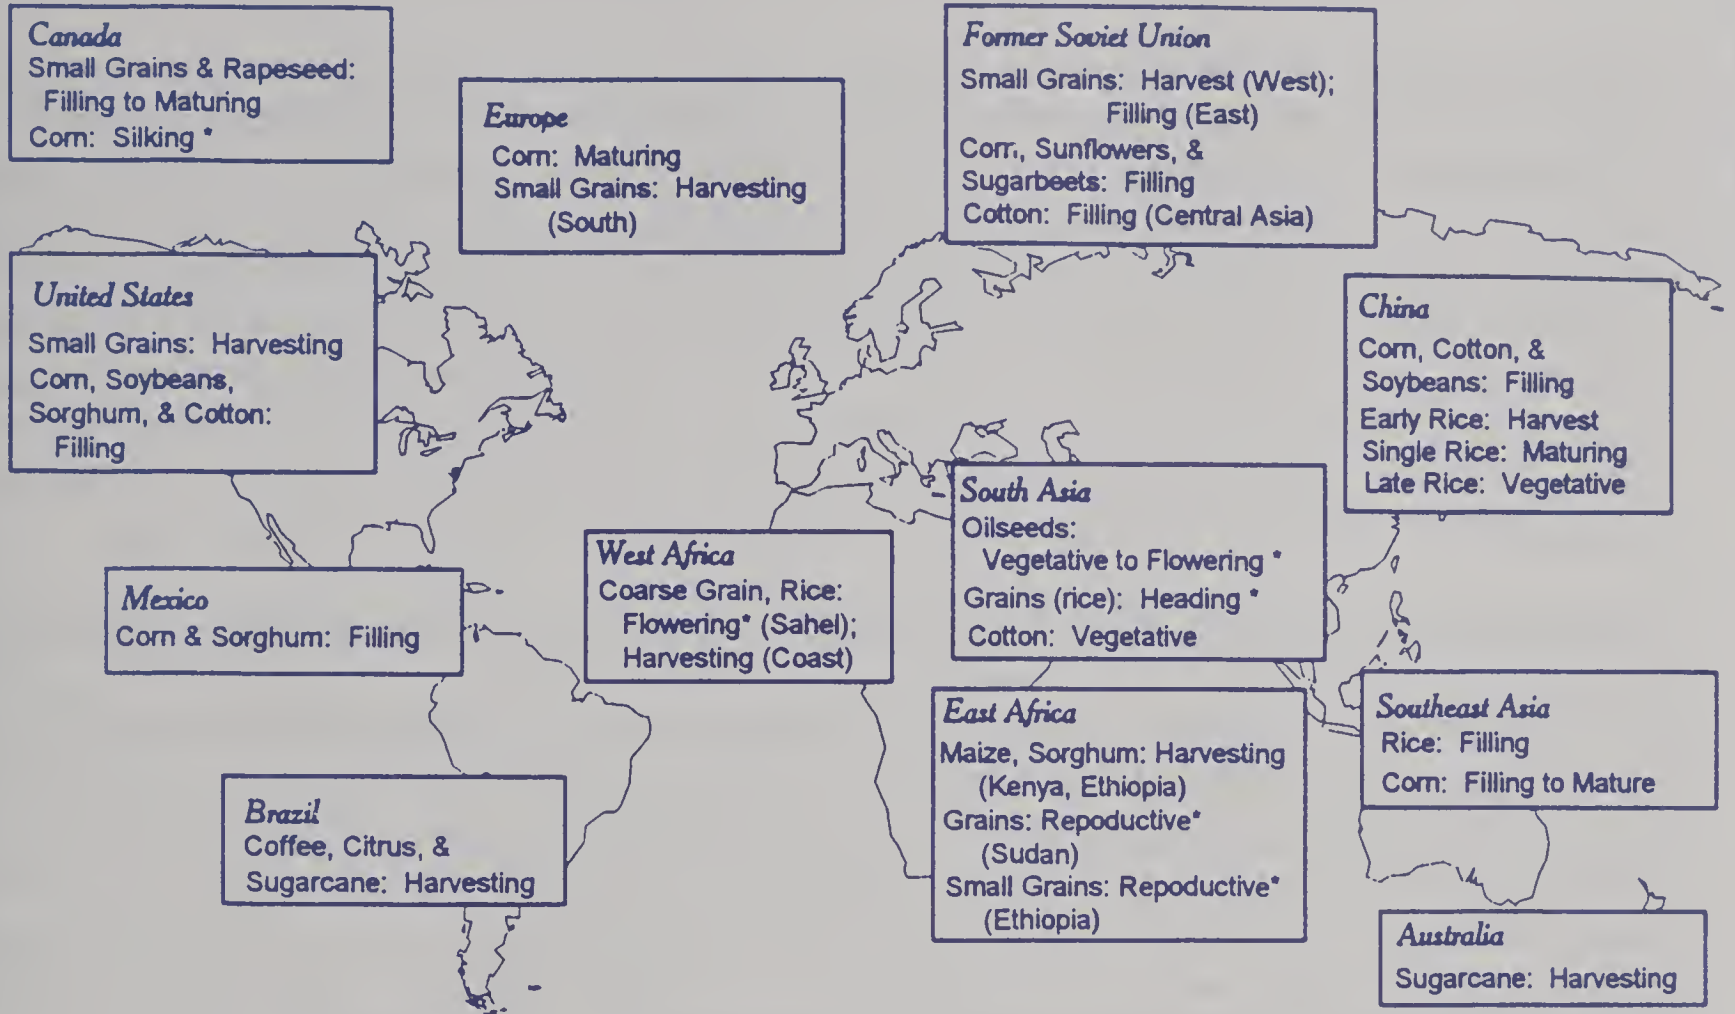 Canada
Small Grains & Rapeseed:
Filling to Maturing
Corn: Silking *
Europe
Corn: Maturing
Small Grains: Harvesting
(South)
Former Soviet Union
Small Grains: Harvest (West);
Filling (East)
Corn, Sunflowers, &
Sugarbeets: Filling
Cotton: Filling (Central Asia)
United States
Small Grains: Harvesting
Corn, Soybeans,
Sorghum, & Cotton:
Filling
China
Corn, Cotton, &
Soybeans: Filling
Early Rice: Harvest
Single Rice: Maturing
Late Rice: Vegetative
South Asia
Oilseeds:
Vegetative to Flowering *
Grains (rice): Heading *
Cotton: Vegetative
West Africa
Coarse Grain, Rice:
Flowering* (Sahel);
Harvesting (Coast)
Mexico
Corn & Sorghum: Filling
East Africa
Maize, Sorghum: Harvesting
(Kenya, Ethiopia)
Grains: Repoductive*
(Sudan)
Small Grains: Repoductive*
(Ethiopia)
Southeast Asia
Rice: Filling
Corn: Filling to Mature
Brazil
Coffee, Citrus, &
Sugarcane: Harvesting
Australia
Sugarcane: Harvesting